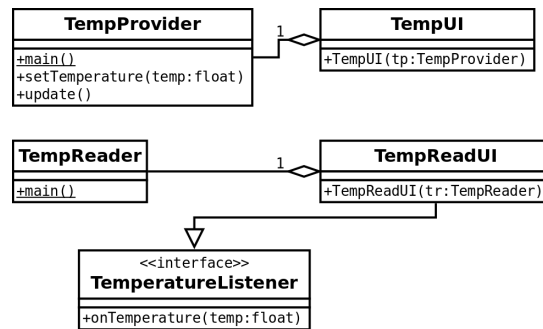 TempProvider
+main()
+setTemperature(temp:float)
+update()
1
TempUI
+TempUI(tp:TempProvider)
TempReader
+main()
1
TempReadUI
+TempReadUI(tr:TempReader)
<<interface>>
TemperatureListener
+onTemperature(temp:float)